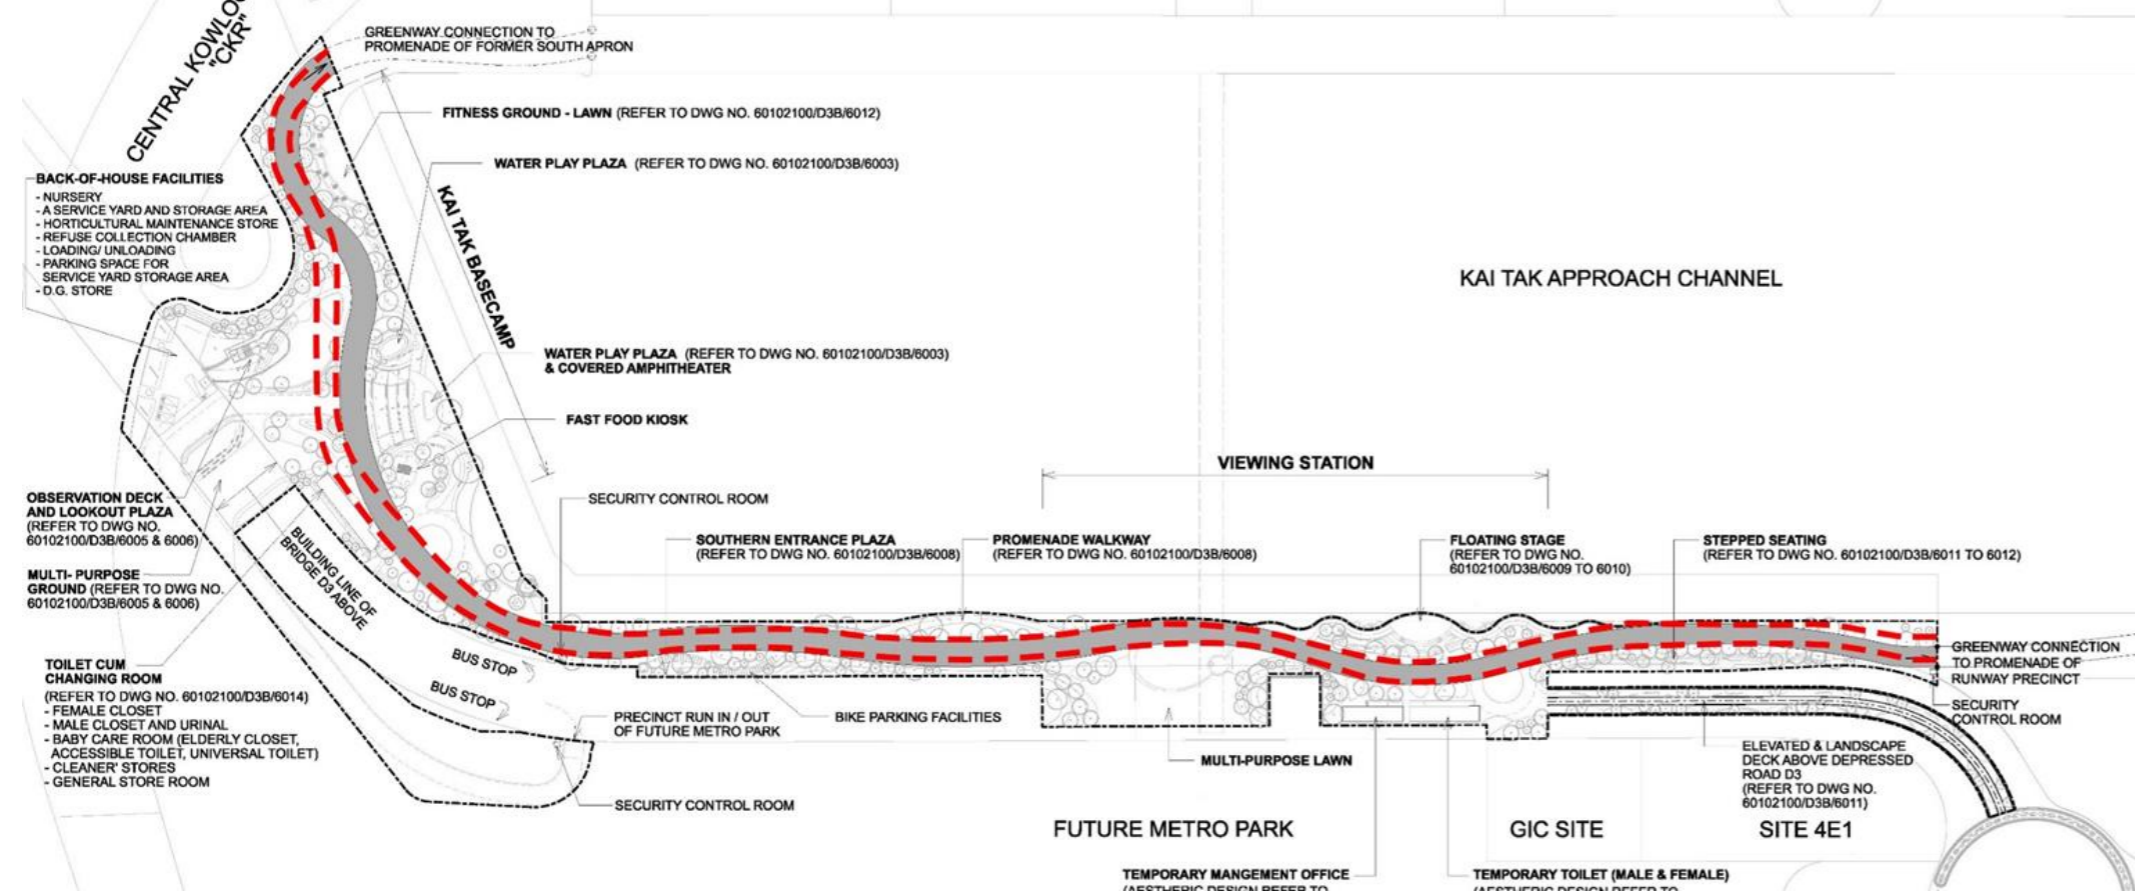 CENTRAL KOWLO
"CKR"
GREENWAY CONNECTION TO
PROMENADE OF FORMER SOUTH APRON
FITNESS GROUND - LAWN (REFER TO DWG NO. 60102100/D3B/6012)
WATER PLAY PLAZA (REFER TO DWG NO. 60102100/D3B/6003)
BACK-OF-HOUSE FACILITIES
- NURSERY
- A SERVICE YARD AND STORAGE AREA
- HORTICULTURAL MAINTENANCE STORE
- REFUSE COLLECTION CHAMBER
- LOADING/ UNLOADING
- PARKING SPACE FOR
SERVICE YARD STORAGE AREA
- D.G. STORE
KAI TAK BASECAMP
KAI TAK APPROACH CHANNEL
WATER PLAY PLAZA (REFER TO DWG NO. 60102100/D3B/6003)
& COVERED AMPHITHEATER
FAST FOOD KIOSK
VIEWING STATION
OBSERVATION DECK
AND LOOKOUT PLAZA
(REFER TO DWG NO.
60102100/D3B/6005 & 6006)
SECURITY CONTROL ROOM
SOUTHERN ENTRANCE PLAZA
(REFER TO DWG NO. 60102100/D3B/6008)
PROMENADE WALKWAY
(REFER TO DWG NO. 60102100/D3B/6008)
FLOATING STAGE
(REFER TO DWG NO.
60102100/D3B/6009 TO 6010)
STEPPED SEATING
(REFER TO DWG NO. 60102100/D3B/6011 TO 6012)
MULTI- PURPOSE
GROUND (REFER TO DWG NO.
60102100/D3B/6005 & 6006)
BUILDING LINE OF
BRIDGE D3 ABOVE
TOILET CUM
CHANGING ROOM
(REFER TO DWG NO. 60102100/D3B/6014)
- FEMALE CLOSET
- MALE CLOSET AND URINAL
- BABY CARE ROOM (ELDERLY CLOSET,
ACCESSIBLE TOILET, UNIVERSAL TOILET)
- CLEANER' STORES
- GENERAL STORE ROOM
BUS STOP
BUS STOP
PRECINCT RUN IN / OUT
OF FUTURE METRO PARK
BIKE PARKING FACILITIES
GREENWAY CONNECTION
TO PROMENADE OF
RUNWAY PRECINCT
SECURITY
CONTROL ROOM
MULTI-PURPOSE LAWN
ELEVATED & LANDSCAPE
DECK ABOVE DEPRESSED
ROAD D3
(REFER TO DWG NO.
60102100/D3B/6011)
SECURITY CONTROL ROOM
FUTURE METRO PARK
GIC SITE
SITE 4E1
TEMPORARY MANGEMENT OFFICE
(AESTHERIC DESIGN REFER TO
TEMPORARY TOILET (MALE & FEMALE)
(AESTHERIC DESIGN REFER TO